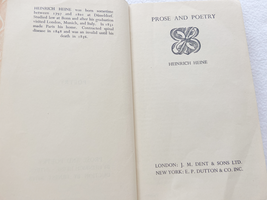 HEINRICH HEINE was born sometime
between 1797 and 1800 at Düsseldorf.
Studied law at Bonn and after his graduation
visited London, Munich, and Italy. In 1831
made Paris his home. Contracted spinal
disease in 1848 and was an invalid until his
death in 1856.
PROSE AND POETRY
HEINRICH HEINE
LONDON: J. M. DENT & SONS LTD.
NEW YORK: E. P. DUTTON & CO. INC.